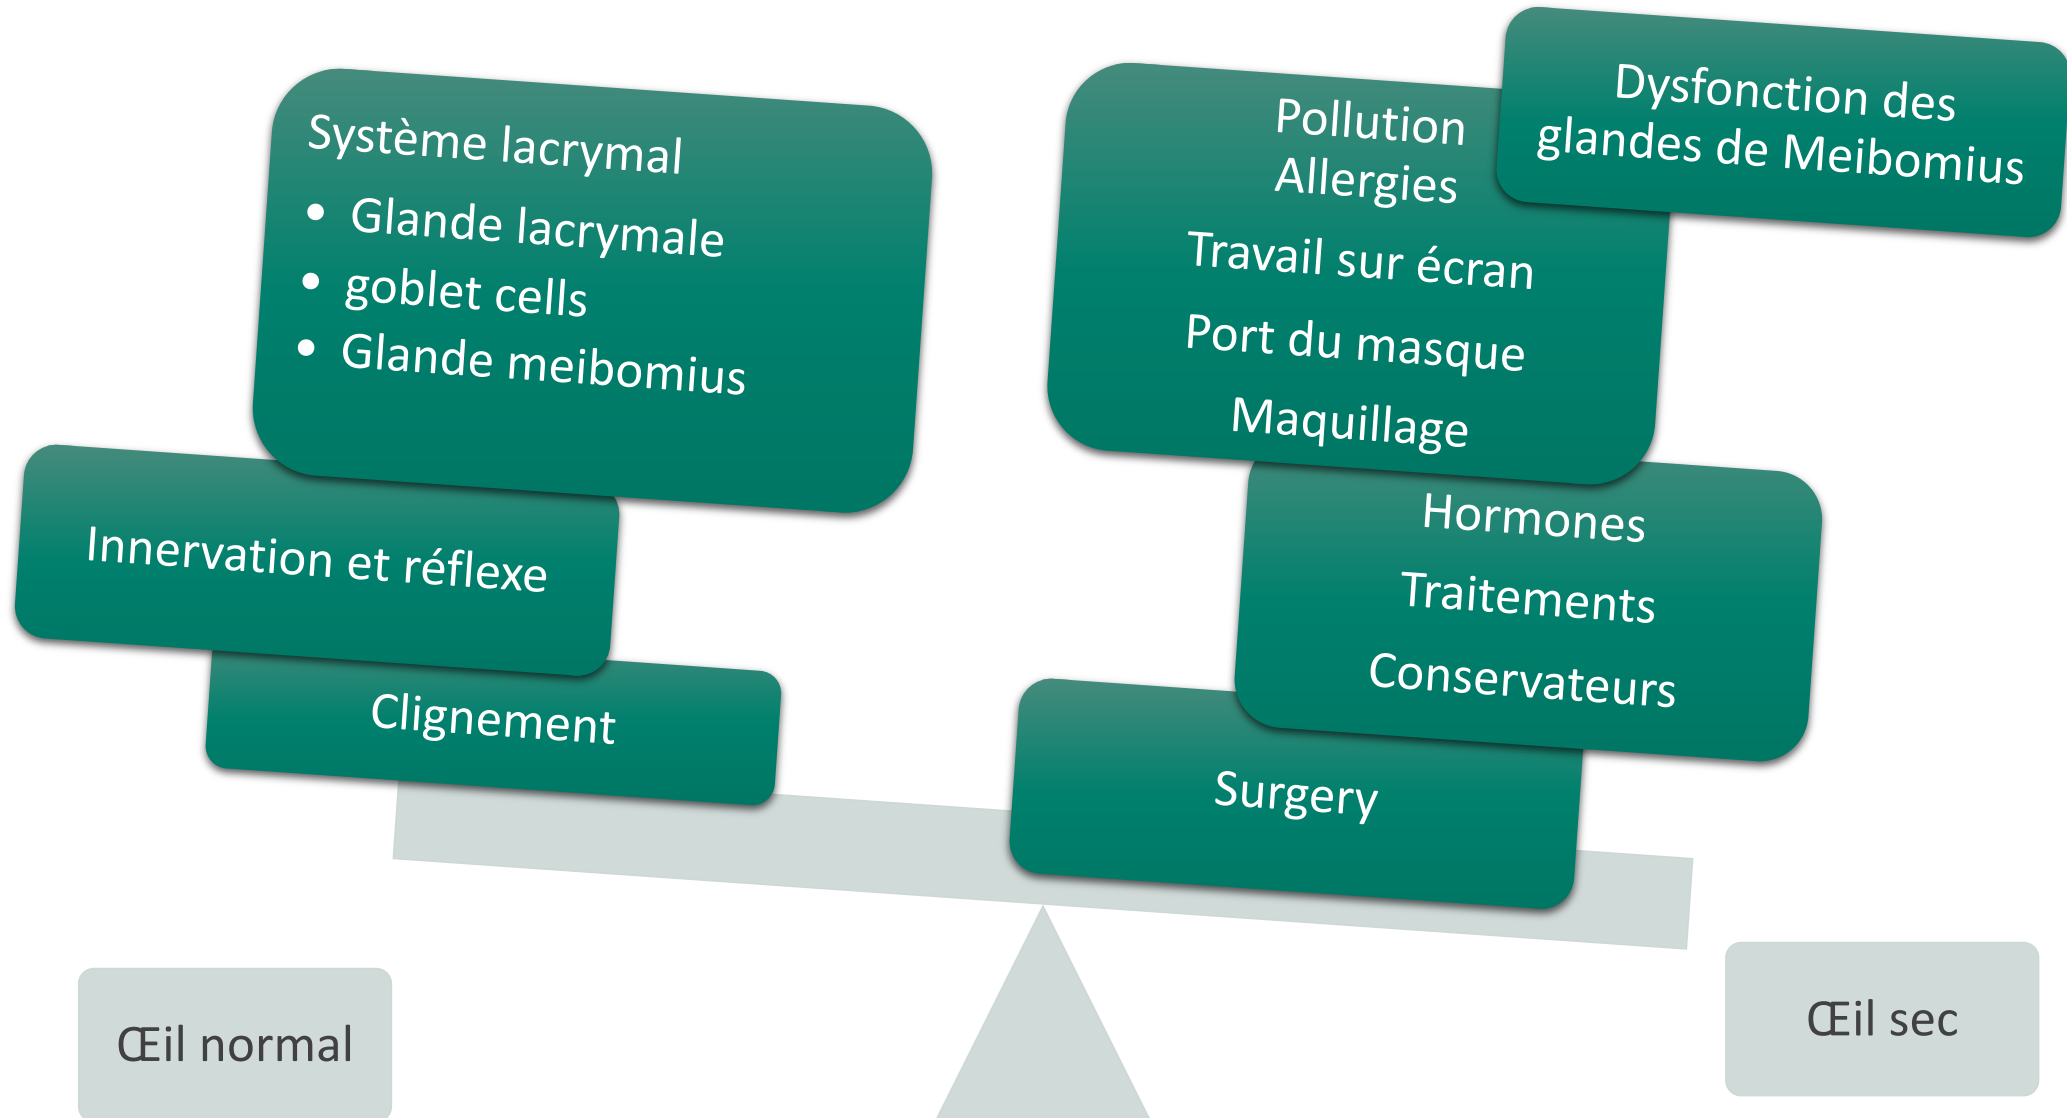 Système lacrymal
• Glande lacrymale
• goblet cells
• Glande meibomius
Innervation et réflexe
Clignement
Œil normal
Dysfonction des
glandes de Meibomius
Pollution
Allergies
Travail sur écran
Port du masque
Maquillage
Hormones
Traitements
Conservateurs
Surgery
Œil sec